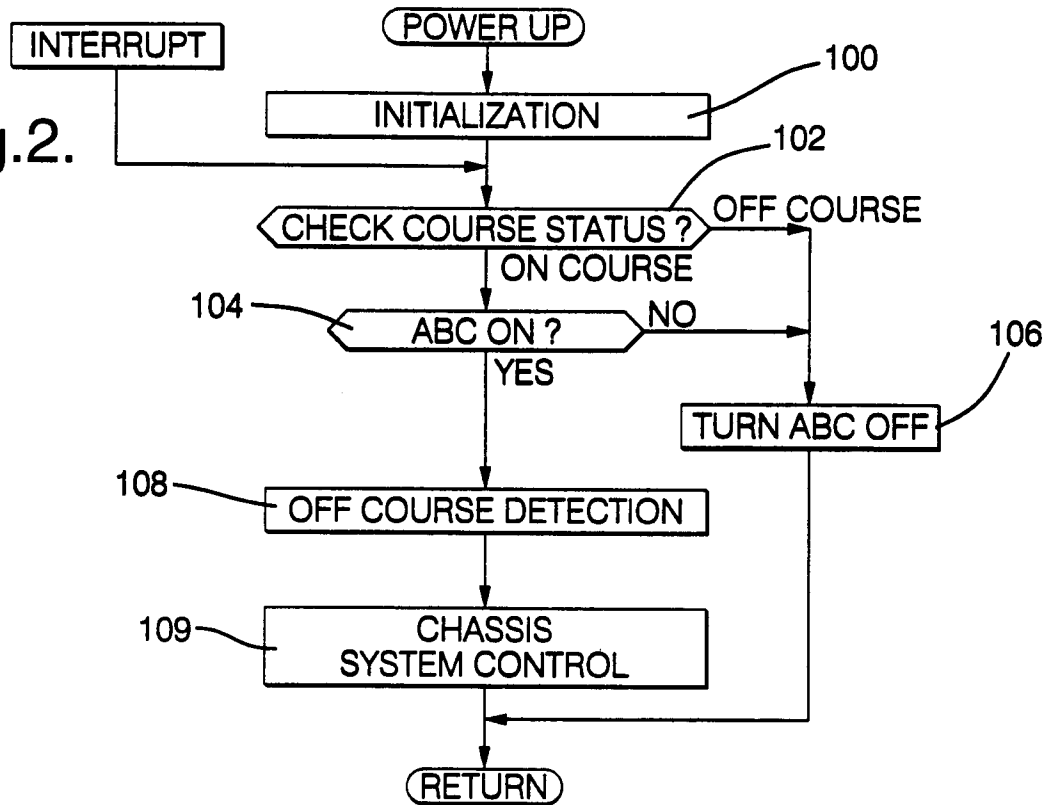 POWER UP
INTERRUPT
100
INITIALIZATION
g.2.
102
CHECK COURSE STATUS ?
OFF COURSE
ON COURSE
104
ABC ON ?
NO
YES
106
TURN ABC OFF
108
OFF COURSE DETECTION
109
CHASSIS
SYSTEM CONTROL
RETURN